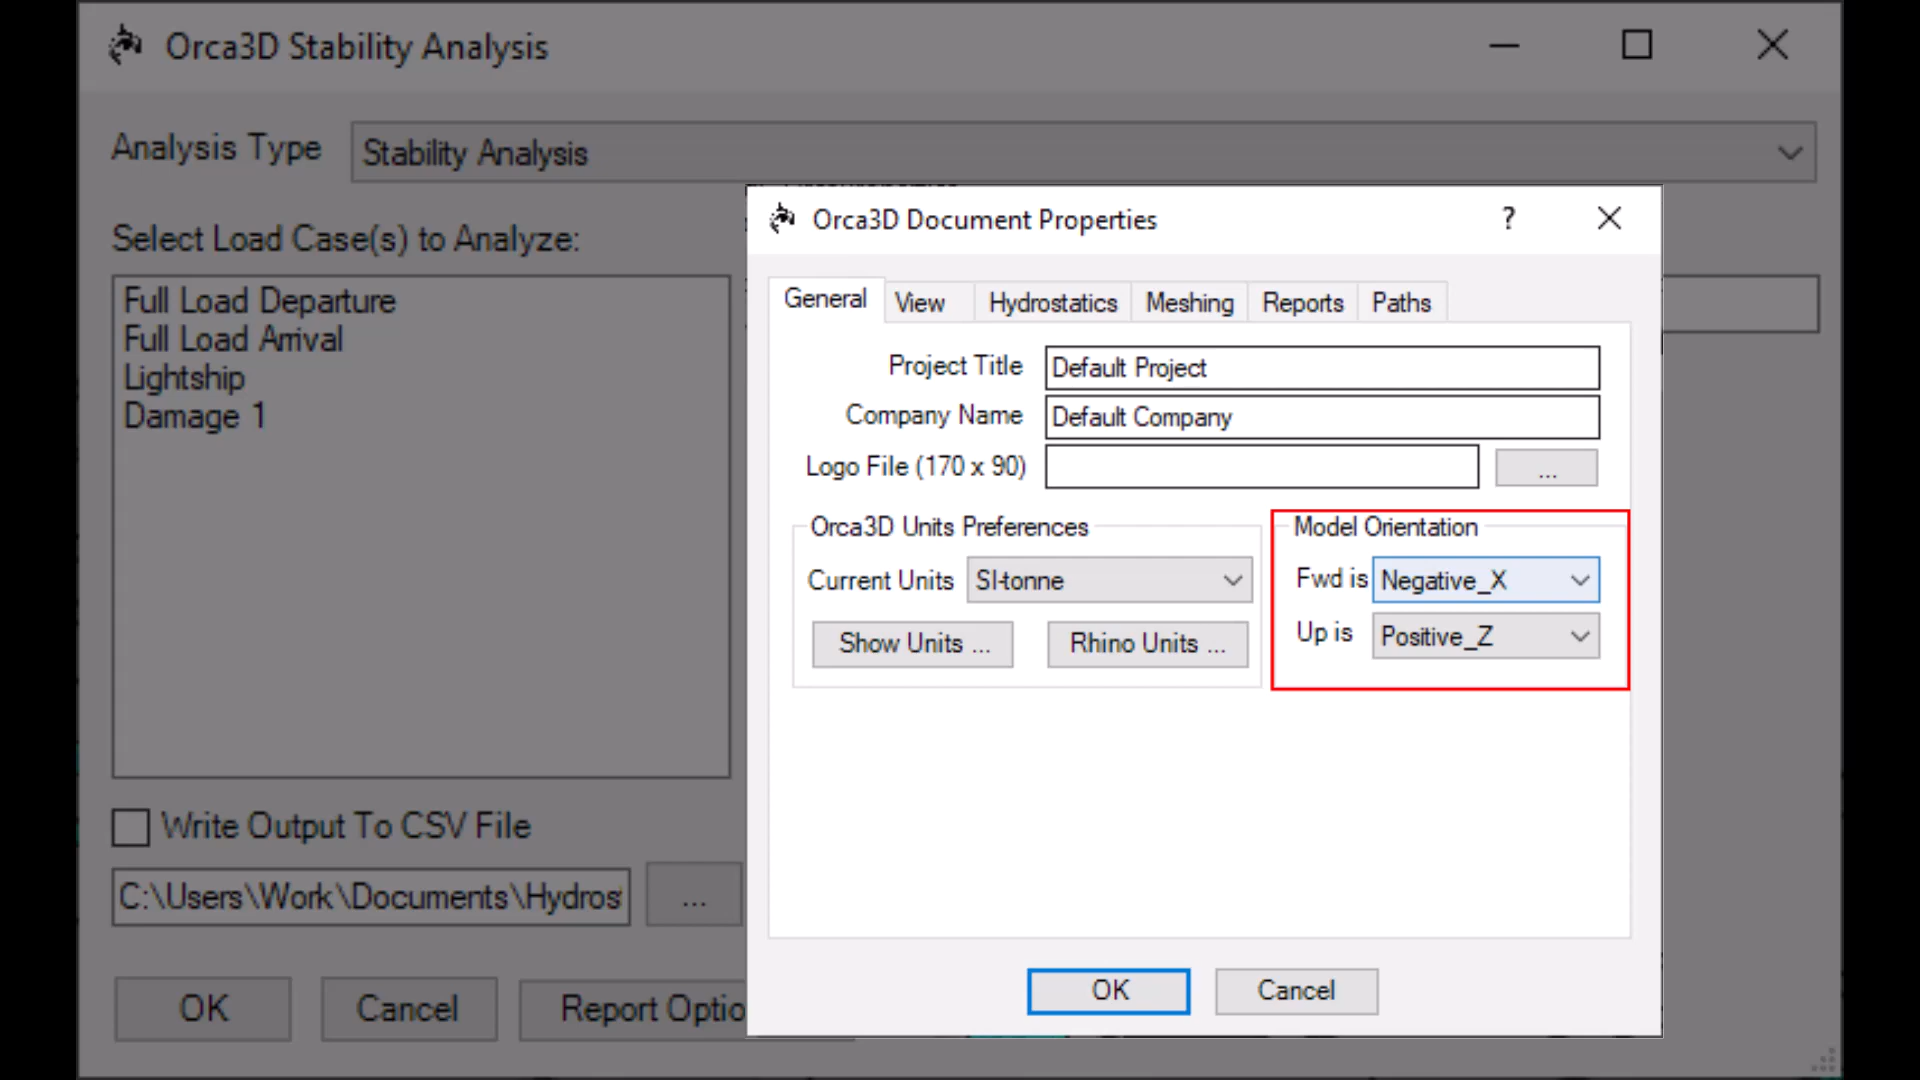 Orca3D Stability Analysis
Analysis Type
Stability Analysis
Select Load Case(s) to Analyze:
Full Load Departure
Full Load Arrival
Lightship
Damage 1
Write Output To CSV File
C:\Users\Work\Documents\Hydros
...
OK
Cancel
Report Optio
Orca3D Document Properties
?
General
View
Hydrostatics
Meshing
Reports
Paths
Project Title
Default Project
Company Name
Default Company
Logo File (170 x 90)
...
Orca3D Units Preferences
Current Units
SI-tonne
Show Units ...
Rhino Units ...
Model Orientation
Fwd is
Negative_X
Up is
Positive_Z
OK
Cancel